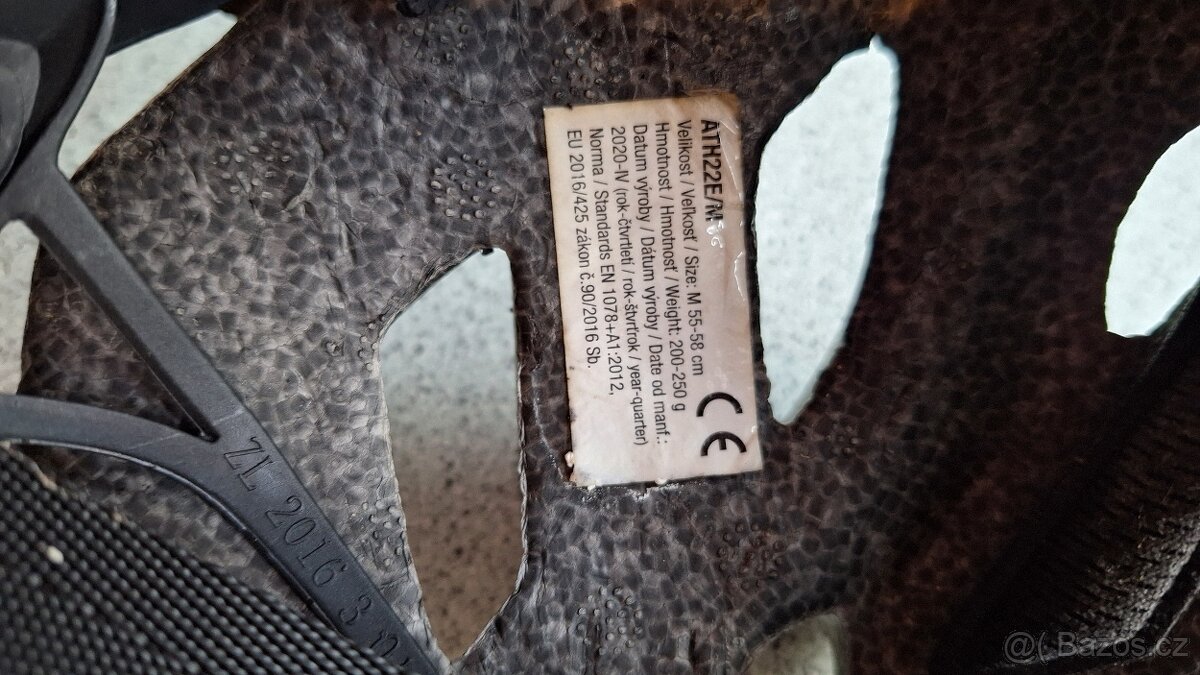 ATH22E/M
Velikost / Veľkosť / Size: M 55-58 cm
Hmotnost / Hmotnosť / Weight: 200-250 g
Datum výroby / Dátum výroby / Date od manf.:
2020-IV (rok-čtvrtletí / rok-štvrťrok / year-quarter)
Norma / Standards EN 1078+A1:2012,
EU 2016/425 zákon č.90/2016 Sb.
CE
ZL 2016 3
Bazos.cz